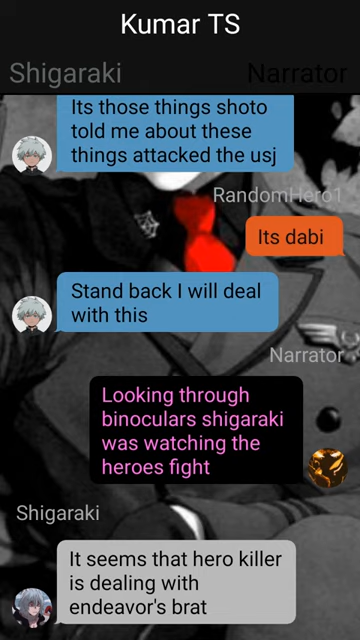 Kumar TS
Shigaraki
Narrator
Its those things shoto
told me about these
things attacked the usj
RandomHero1
Its dabi
Stand back I will deal
with this
Narrator
Looking through
binoculars shigaraki
was watching the
heroes fight
Shigaraki
It seems that hero killer
is dealing with
endeavor's brat